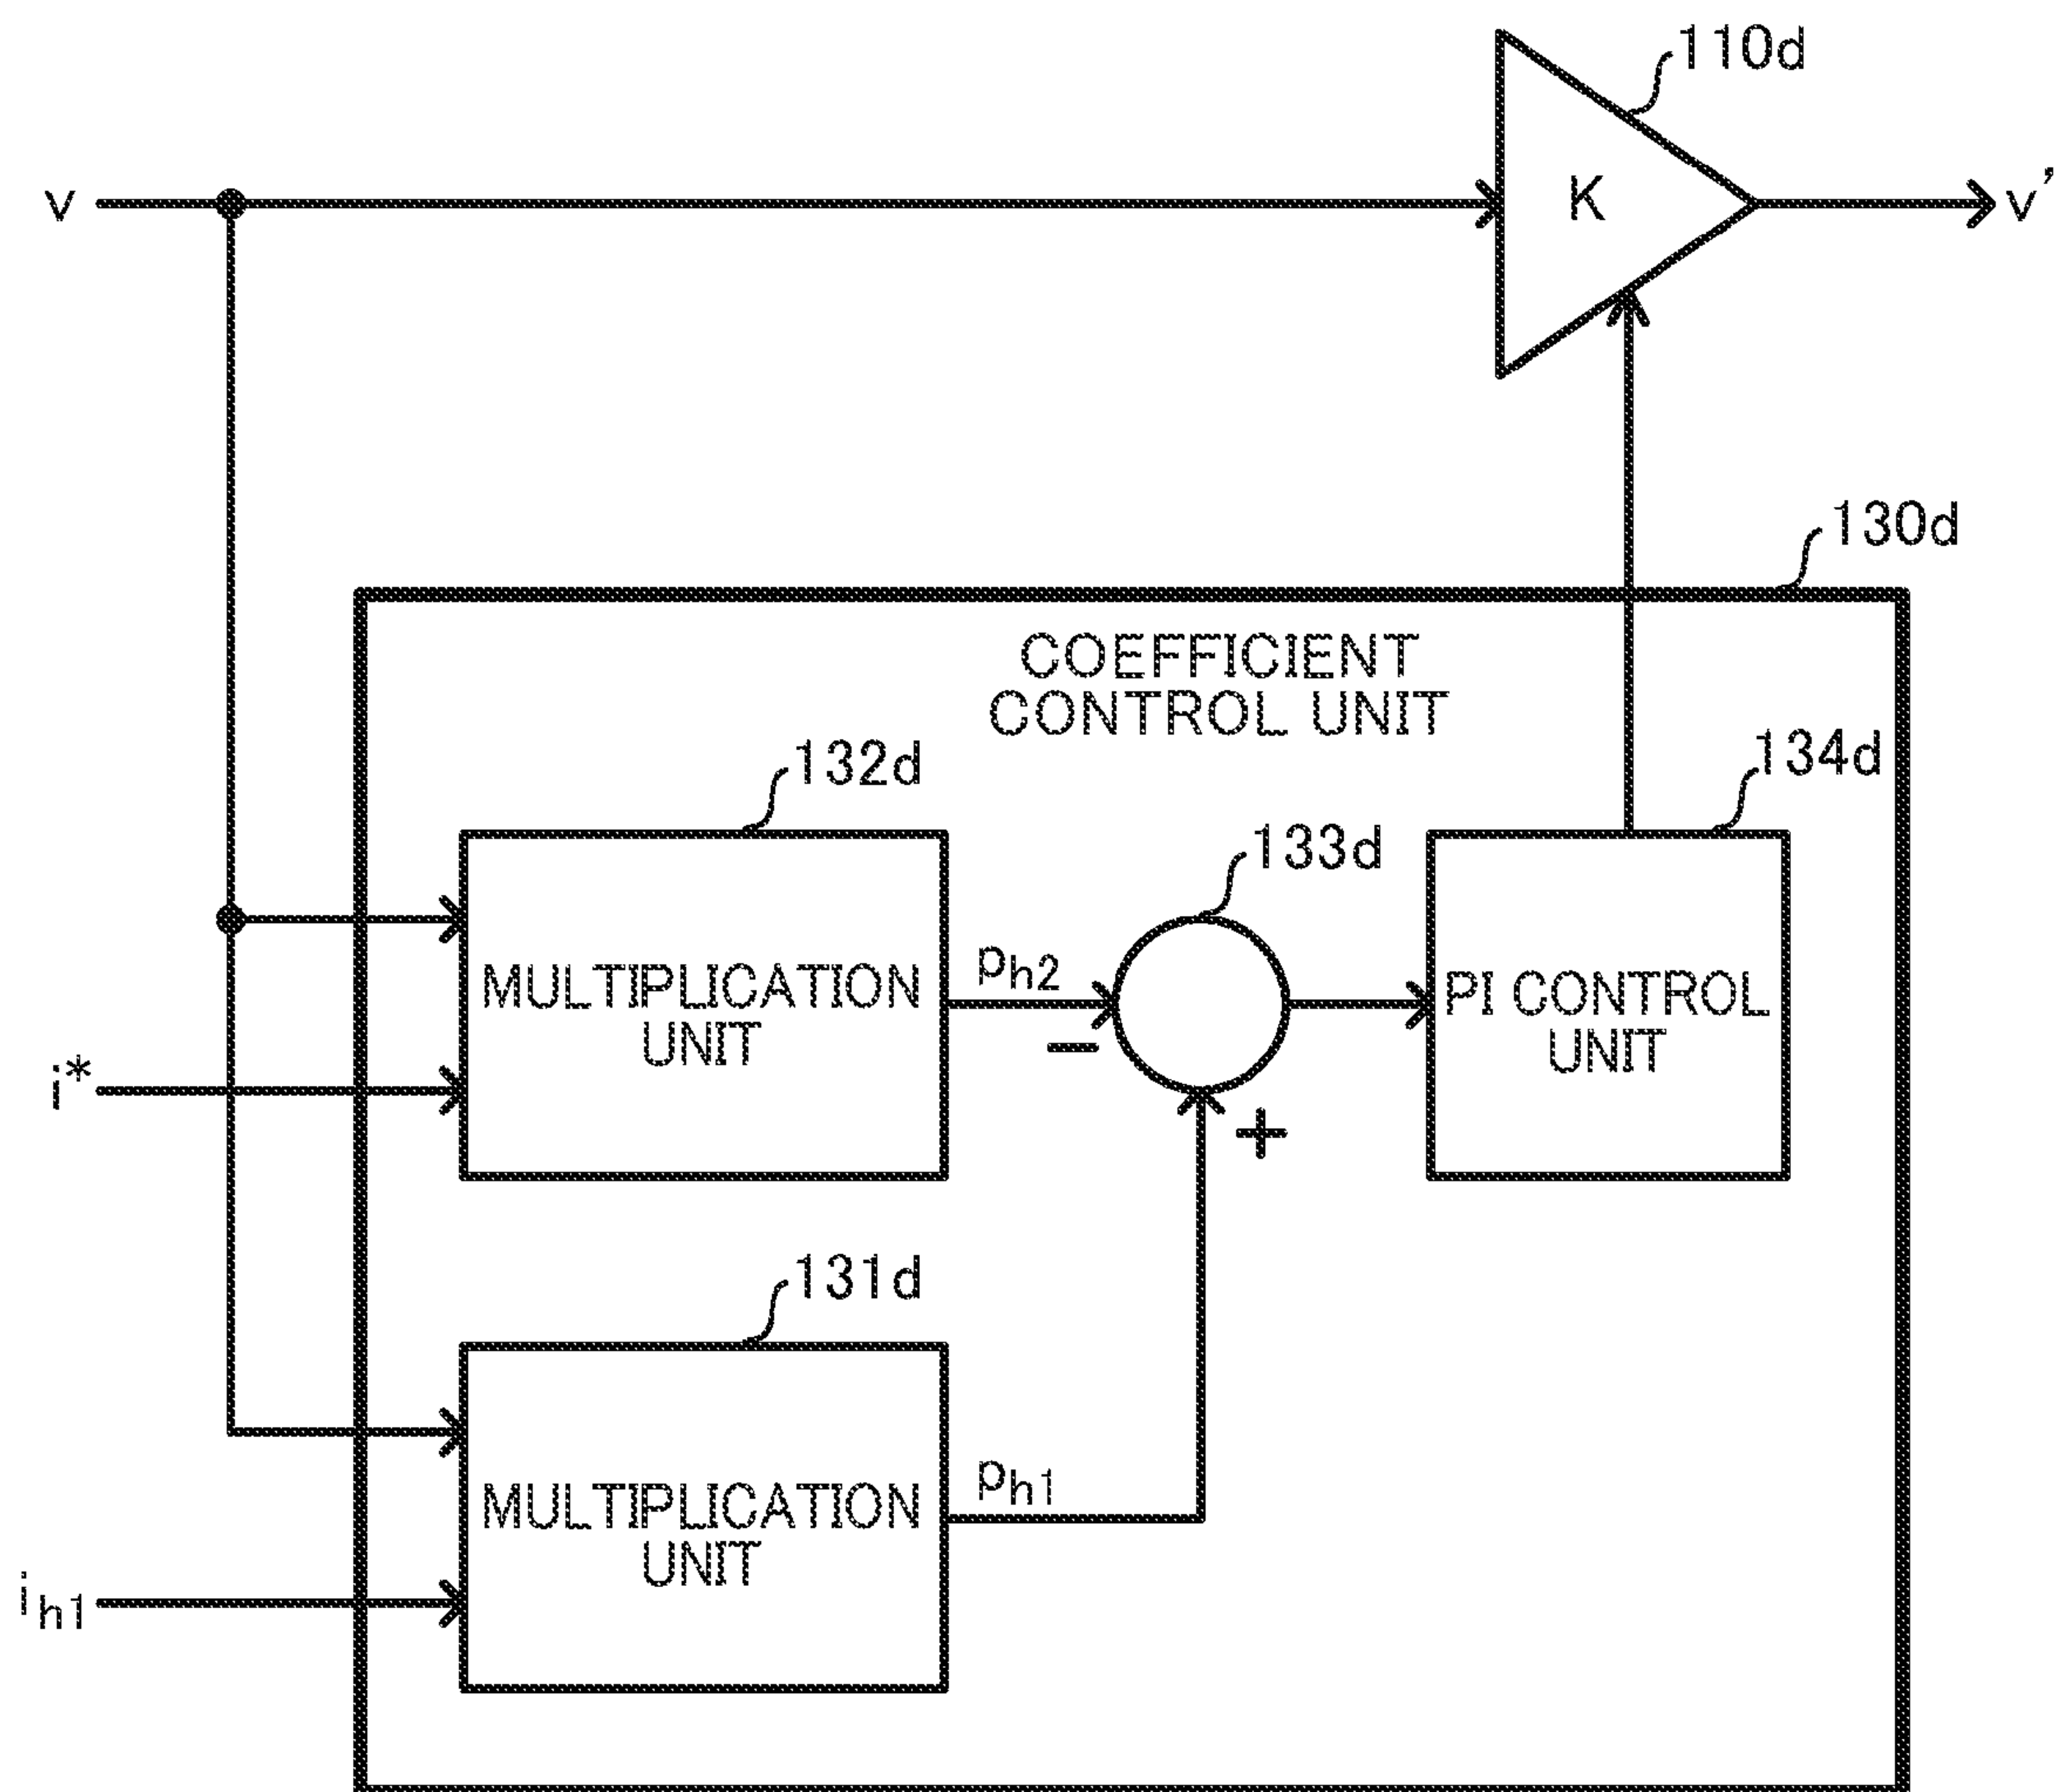 110d
v
K
v'
130d
COEFFICIENT
CONTROL UNIT
132d
134d
133d
MULTIPLICATION
UNIT
ph2
−
PI CONTROL
UNIT
i*
+
131d
MULTIPLICATION
UNIT
ph1
ih1